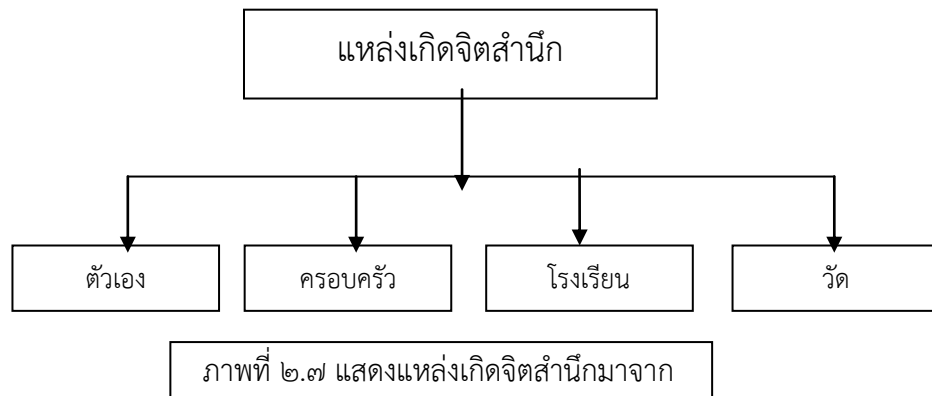 แหล่งเกิดจิตสำนึก
ตัวเอง
ครอบครัว
โรงเรียน
วัด
ภาพที่ ๒.๗ แสดงแหล่งเกิดจิตสำนึกมาจาก